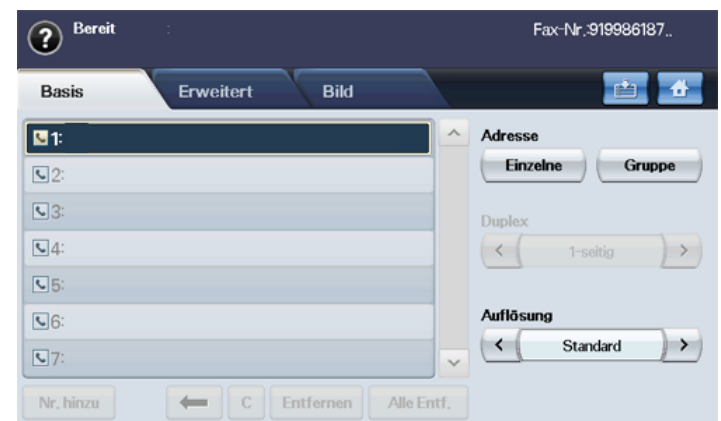 ? Bereit :
Fax-Nr.:919986187..
Basis Erweitert Bild
1:
2:
3:
4:
5:
6:
7:
Adresse
Einzelne Gruppe
Duplex
< 1-seitig >
Auflösung
< Standard >
Nr. hinzu C Entfernen Alle Entf.